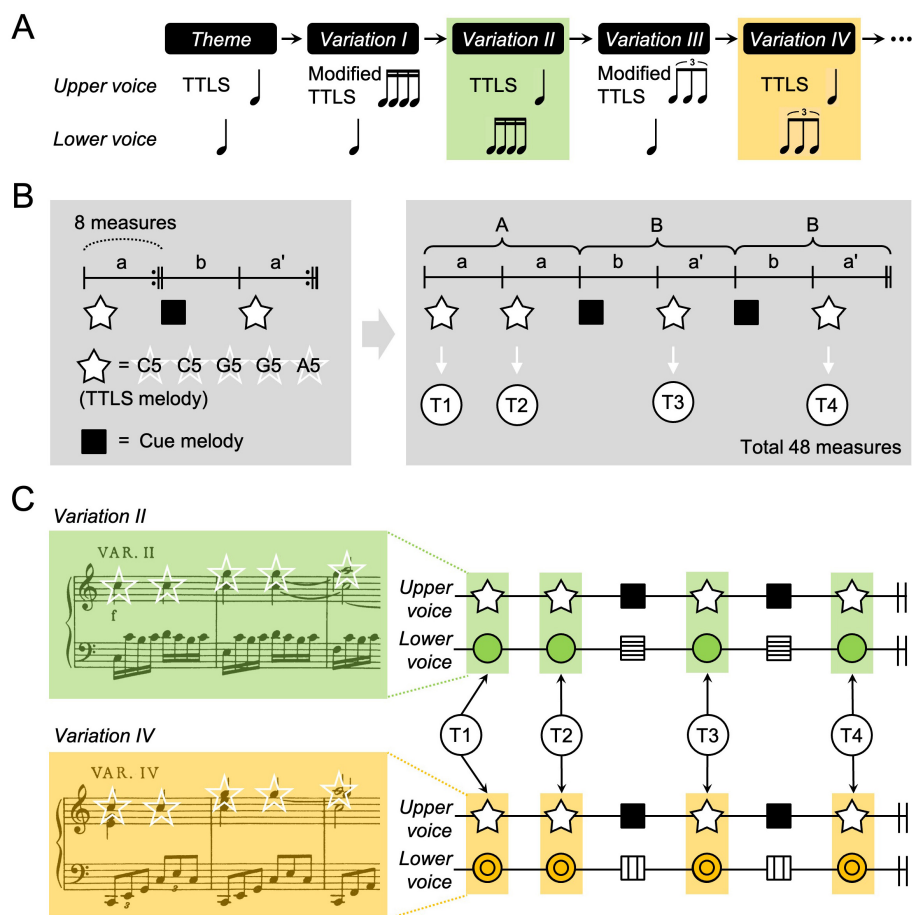 A
Theme Variation I Variation II Variation III Variation IV ...
Upper voice TTLS Modified TTLS TTLS Modified TTLS 3 TTLS
Lower voice 3
B
8 measures
a b a'
= C5 C5 G5 G5 A5
(TTLS melody)
= Cue melody
A B B
a a b a' b a'
T1 T2 T3 T4
Total 48 measures
C
Variation II
VAR. II
f
Upper voice
Lower voice
T1 T2 T3 T4
Variation IV
VAR. IV
3 3
Upper voice
Lower voice